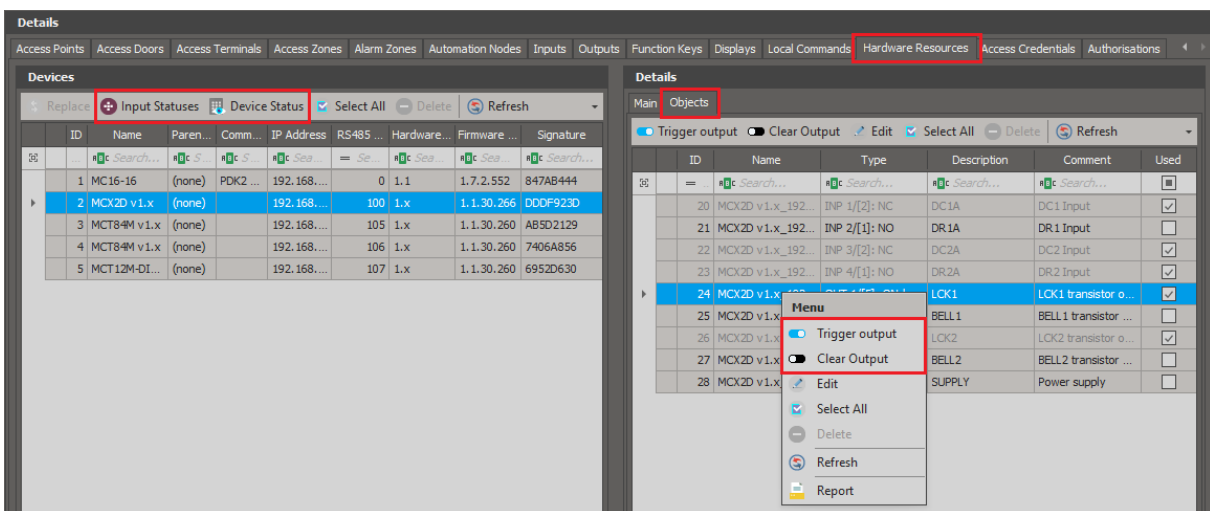 Details
Access Points Access Doors Access Terminals Access Zones Alarm Zones Automation Nodes Inputs Outputs Function Keys Displays Local Commands Hardware Resources Access Credentials Authorisations
Devices
Replace Input Statuses Device Status Select All Delete Refresh
ID Name Paren... Comm... IP Address RS485 ... Hardware... Firmware ... Signature
... Search... S... S... Sea... = Se... Sea... Sea... Search...
1 MC16-16 (none) PDK2 ... 192.168.... 0 1.1 1.7.2.552 847AB444
2 MCX2D v1.x (none) 192.168.... 100 1.x 1.1.30.266 DDDF923D
3 MCT84M v1.x (none) 192.168.... 105 1.x 1.1.30.260 AB5D2129
4 MCT84M v1.x (none) 192.168.... 106 1.x 1.1.30.260 7406A856
5 MCT12M-DI... (none) 192.168.... 107 1.x 1.1.30.260 6952D630
Details
Main Objects
Trigger output Clear Output Edit Select All Delete Refresh
ID Name Type Description Comment Used
= ... Search... Search... Search... Search...
20 MCX2D v1.x_192... INP 1/[2]: NC DC1A DC1 Input
21 MCX2D v1.x_192... INP 2/[1]: NO DR1A DR1 Input
22 MCX2D v1.x_192... INP 3/[2]: NC DC2A DC2 Input
23 MCX2D v1.x_192... INP 4/[1]: NO DR2A DR2 Input
24 MCX2D v1.x LCK1 LCK1 transistor o...
25 MCX2D v1.x BELL1 BELL1 transistor ...
26 MCX2D v1.x LCK2 LCK2 transistor o...
27 MCX2D v1.x BELL2 BELL2 transistor ...
28 MCX2D v1.x SUPPLY Power supply
Menu
Trigger output
Clear Output
Edit
Select All
Delete
Refresh
Report